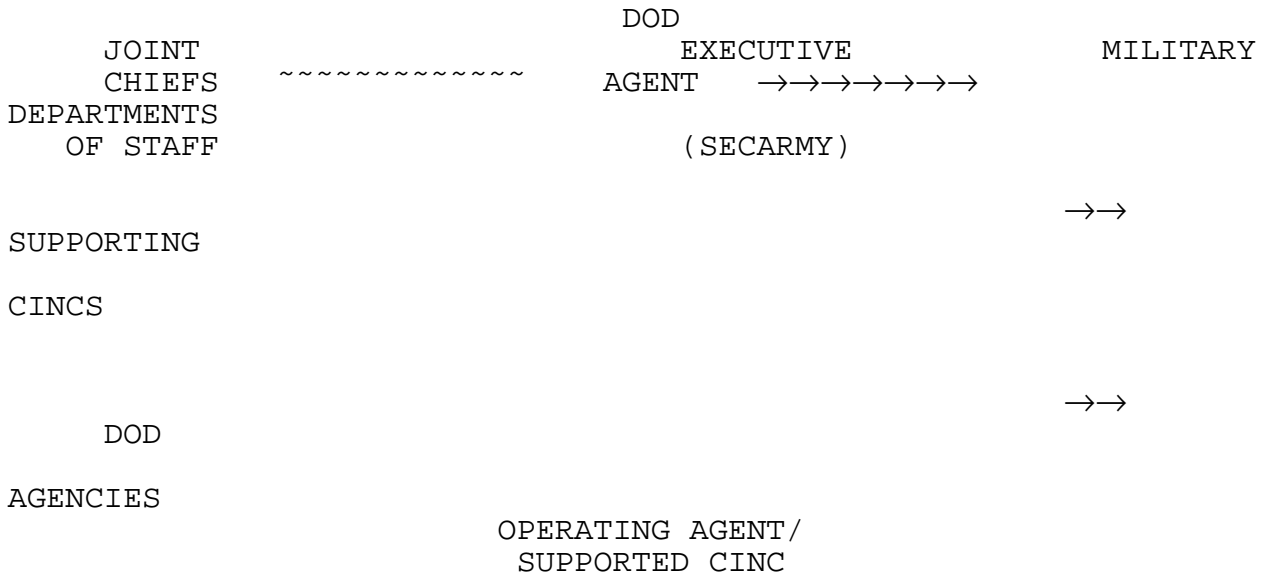 DOD
JOINT EXECUTIVE MILITARY
CHIEFS ~~~~~~~~~~~~~ AGENT →→→→→→→
DEPARTMENTS
OF STAFF (SECARMY)
→→
SUPPORTING
CINCS
→→
DOD
AGENCIES
OPERATING AGENT/
SUPPORTED CINC